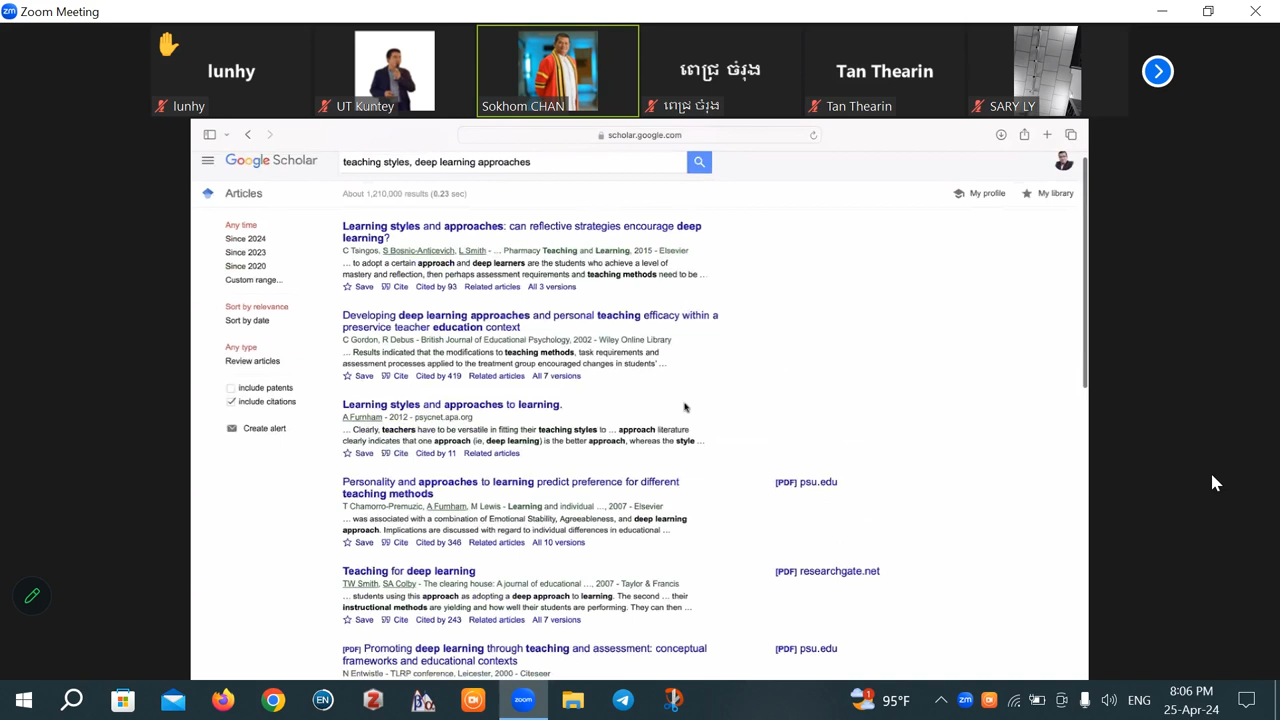 Zoom Meeting
lunhy
lunhy
UT Kuntey
Sokhom CHAN
ពេជ្រ ច័រុង
ពេជ្រ ច័រុង
Tan Thearin
Tan Thearin
SARY LY
scholar.google.com
Google Scholar
teaching styles, deep learning approaches
Articles
About 1,210,000 results (0.23 sec)
My profile
My library
Any time
Since 2024
Since 2023
Since 2020
Custom range...
Sort by relevance
Sort by date
Any type
Review articles
include patents
include citations
Create alert
Learning styles and approaches: can reflective strategies encourage deep
learning?
C Tsingos, S Bosnic-Anticevich, L Smith - ... Pharmacy Teaching and Learning, 2015 - Elsevier
... to adopt a certain approach and deep learners are the students who achieve a level of
mastery and reflection, then perhaps assessment requirements and teaching methods need to be ...
Save Cite Cited by 93 Related articles All 3 versions
Developing deep learning approaches and personal teaching efficacy within a
preservice teacher education context
C Gordon, R Debus - British Journal of Educational Psychology, 2002 - Wiley Online Library
... Results indicated that the modifications to teaching methods, task requirements and
assessment processes applied to the treatment group encouraged changes in students' ...
Save Cite Cited by 419 Related articles All 7 versions
Learning styles and approaches to learning.
A Furnham - 2012 - psycnet.apa.org
... Clearly, teachers have to be versatile in fitting their teaching styles to ... approach literature
clearly indicates that one approach (ie, deep learning) is the better approach, whereas the style ...
Save Cite Cited by 11 Related articles
Personality and approaches to learning predict preference for different
teaching methods
[PDF] psu.edu
T Chamorro-Premuzic, A Furnham, M Lewis - Learning and individual ..., 2007 - Elsevier
... was associated with a combination of Emotional Stability, Agreeableness, and deep learning
approach. Implications are discussed with regard to individual differences in educational ...
Save Cite Cited by 346 Related articles All 10 versions
Teaching for deep learning
[PDF] researchgate.net
TW Smith, SA Colby - The clearing house: A journal of educational ..., 2007 - Taylor & Francis
... students using this approach as adopting a deep approach to learning. The second ... their
instructional methods are yielding and how well their students are performing. They can then ...
Save Cite Cited by 243 Related articles All 7 versions
[PDF] Promoting deep learning through teaching and assessment: conceptual
frameworks and educational contexts
[PDF] psu.edu
N Entwistle - TLRP conference, Leicester, 2000 - Citeseer
95°F
ENG
8:06 PM
25-Apr-24